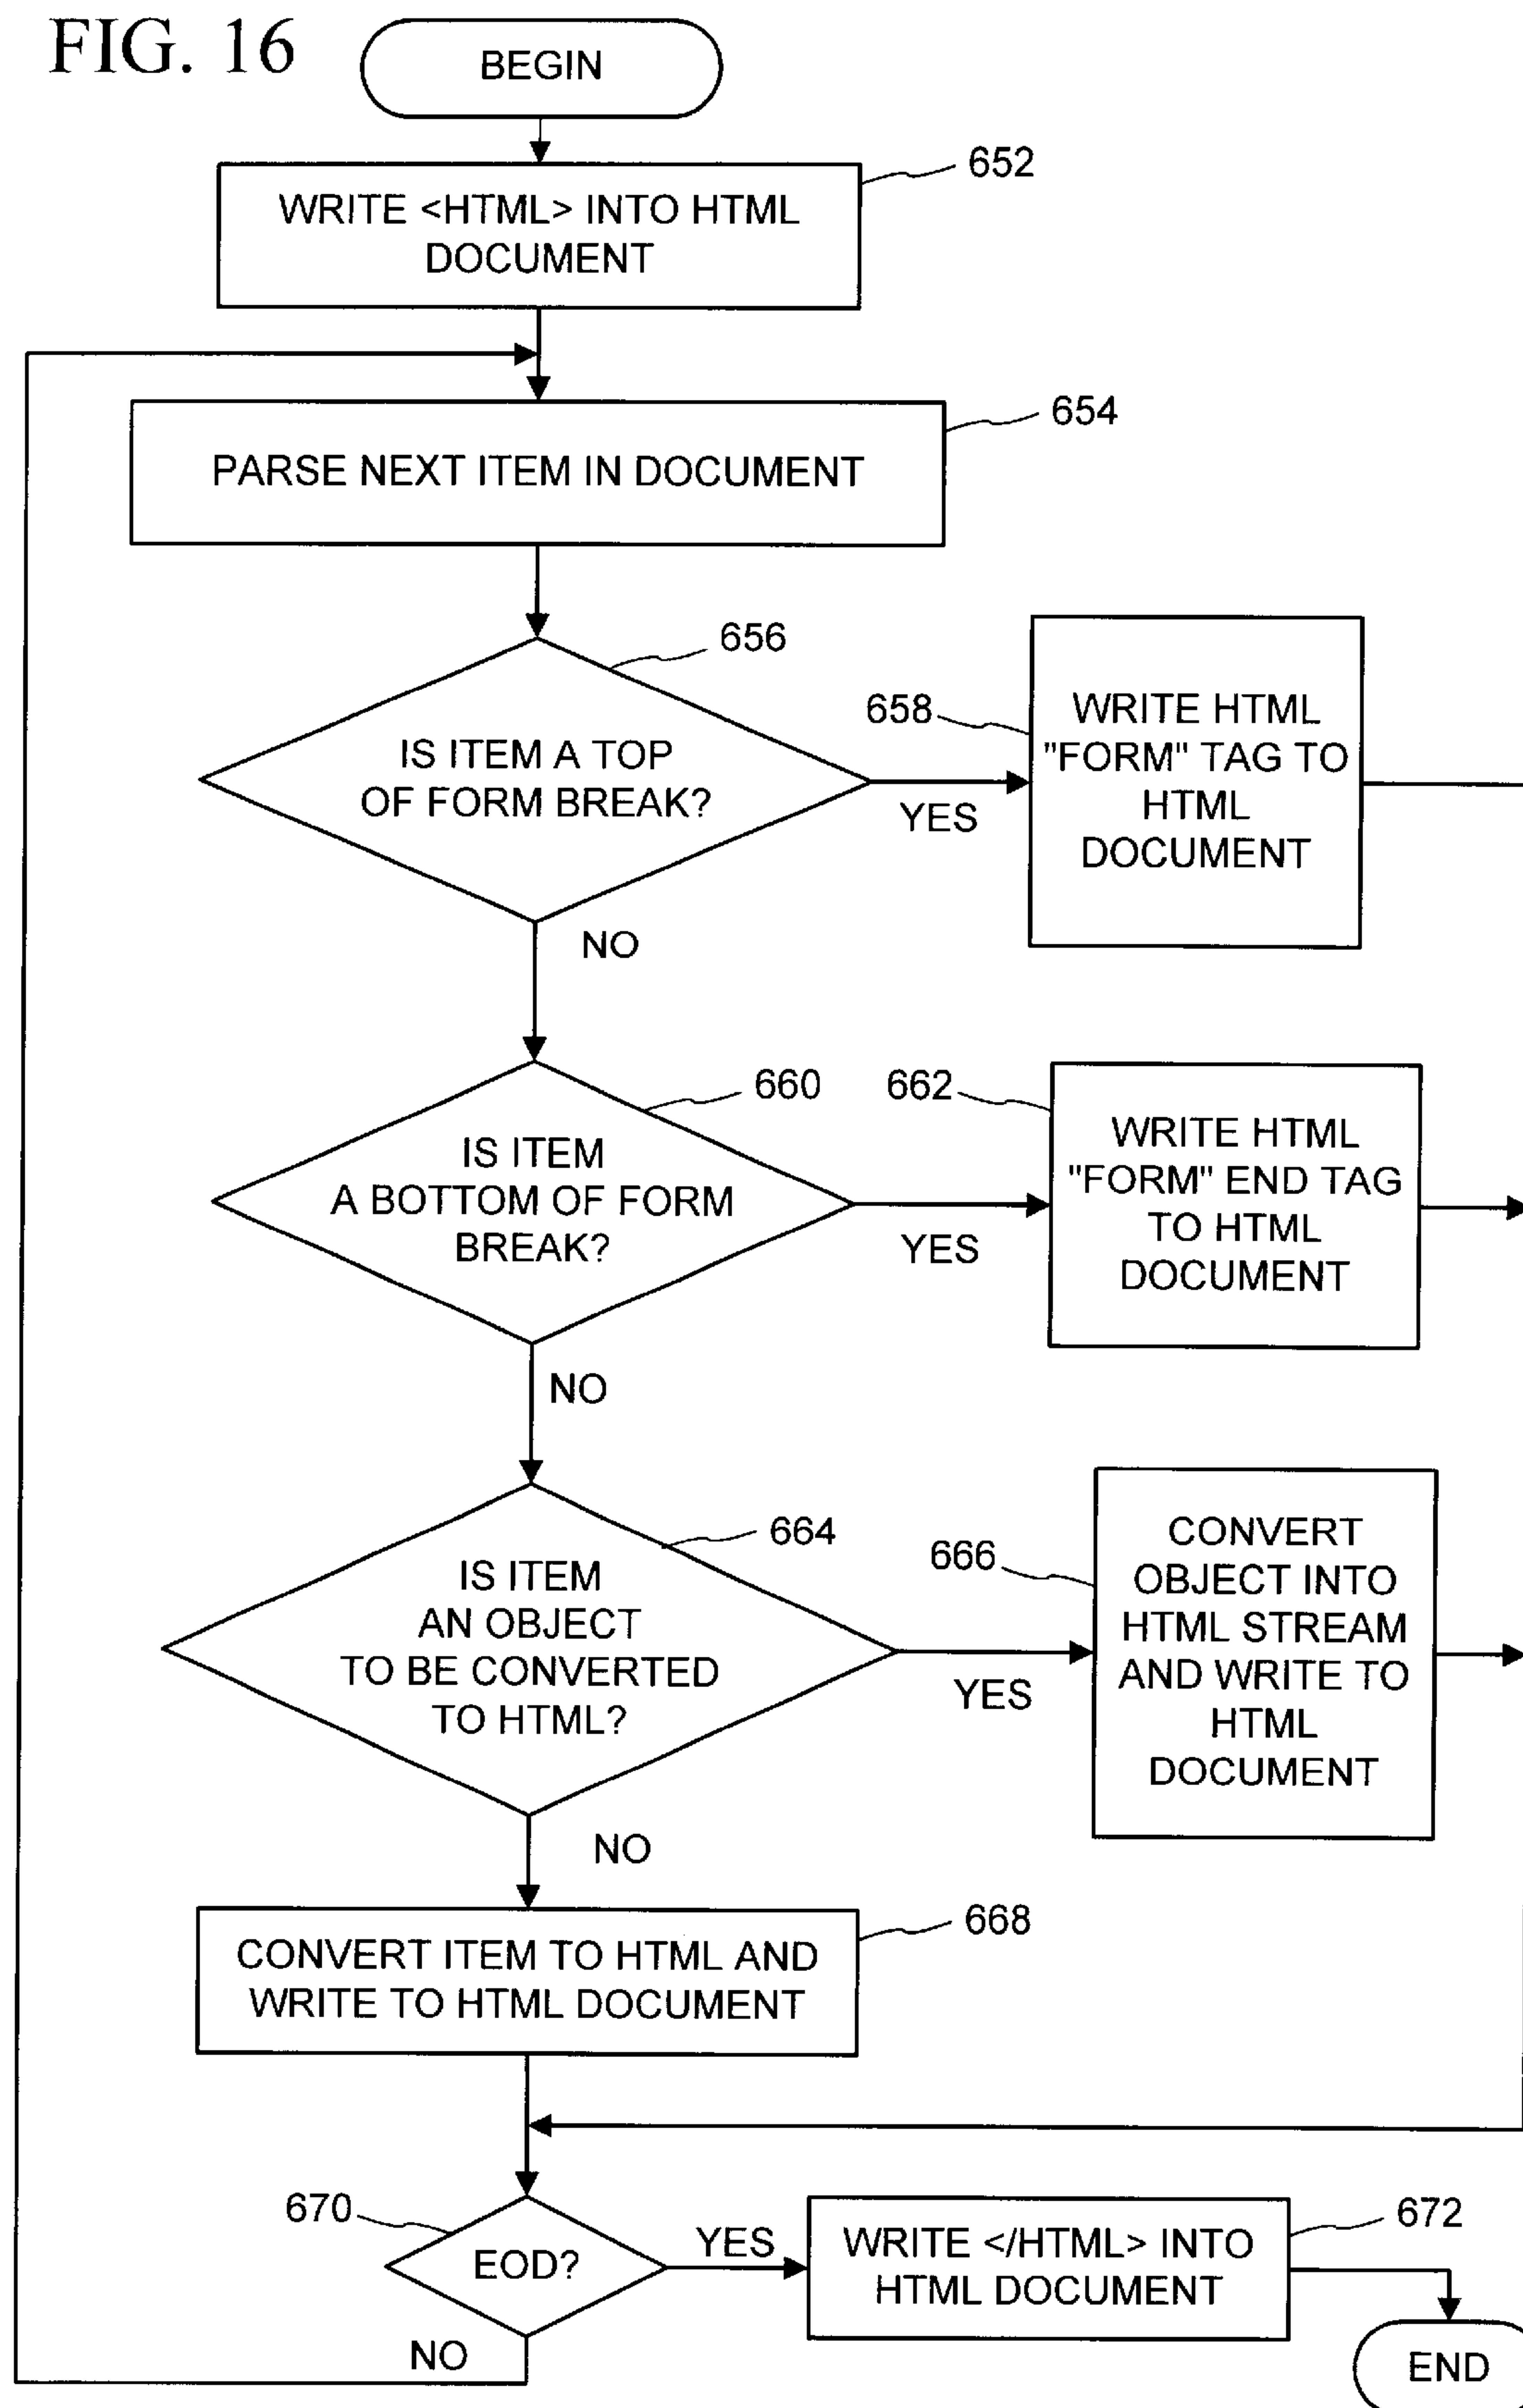 FIG. 16
BEGIN
652
WRITE <HTML> INTO HTML
DOCUMENT
654
PARSE NEXT ITEM IN DOCUMENT
656
IS ITEM A TOP
OF FORM BREAK?
YES
658
WRITE HTML
"FORM" TAG TO
HTML
DOCUMENT
NO
660
IS ITEM
A BOTTOM OF FORM
BREAK?
YES
662
WRITE HTML
"FORM" END TAG
TO HTML
DOCUMENT
NO
664
IS ITEM
AN OBJECT
TO BE CONVERTED
TO HTML?
YES
666
CONVERT
OBJECT INTO
HTML STREAM
AND WRITE TO
HTML
DOCUMENT
NO
668
CONVERT ITEM TO HTML AND
WRITE TO HTML DOCUMENT
670
EOD?
YES
672
WRITE </HTML> INTO
HTML DOCUMENT
NO
END